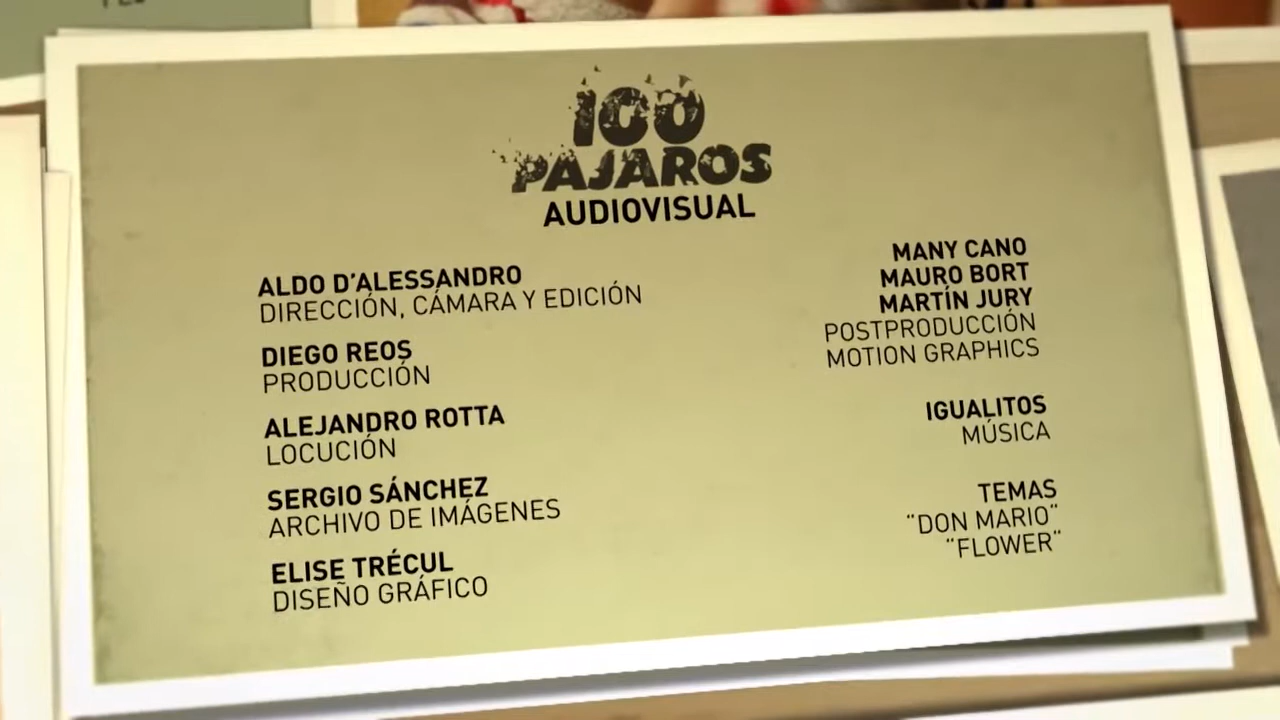 100
PAJAROS
AUDIOVISUAL
ALDO D'ALESSANDRO
DIRECCIÓN, CÁMARA Y EDICIÓN
DIEGO REOS
PRODUCCIÓN
ALEJANDRO ROTTA
LOCUCIÓN
SERGIO SÁNCHEZ
ARCHIVO DE IMÁGENES
ELISE TRÉCUL
DISEÑO GRÁFICO
MANY CANO
MAURO BORT
MARTÍN JURY
POSTPRODUCCIÓN
MOTION GRAPHICS
IGUALITOS
MÚSICA
TEMAS
"DON MARIO"
"FLOWER"